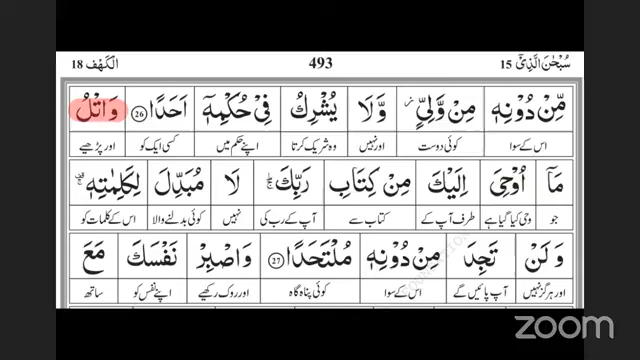 سُبْحٰنَ الَّذِیْۤ 15 493 الْكَهْف 18
مِّنْ دُوْنِهٖ مِنْ وَّلِیٍّ ؗ وَّلَا یُشْرِكُ فِیْ حُكْمِهٖۤ اَحَدًا ﴿26﴾ وَاتْلُ
اس کے سوا کوئی دوست اور نہیں وہ شریک کرتا اپنے حکم میں کسی ایک کو اور پڑھیے
مَاۤ اُوْحِیَ اِلَیْكَ مِنْ كِتَابِ رَبِّكَ ؕ لَا مُبَدِّلَ لِكَلِمٰتِهٖ
جو وحی کیا گیا ہے طرف آپ کے کتاب سے آپ کے رب کی نہیں کوئی بدلنے والا اس کے کلمات کو
وَلَنْ تَجِدَ مِنْ دُوْنِهٖ مُلْتَحَدًا ﴿27﴾ وَاصْبِرْ نَفْسَكَ مَعَ
اور ہرگز نہیں آپ پائیں گے اس کے سوا کوئی پناہ گاہ اور روک رکھیے اپنے نفس کو ساتھ
zoom